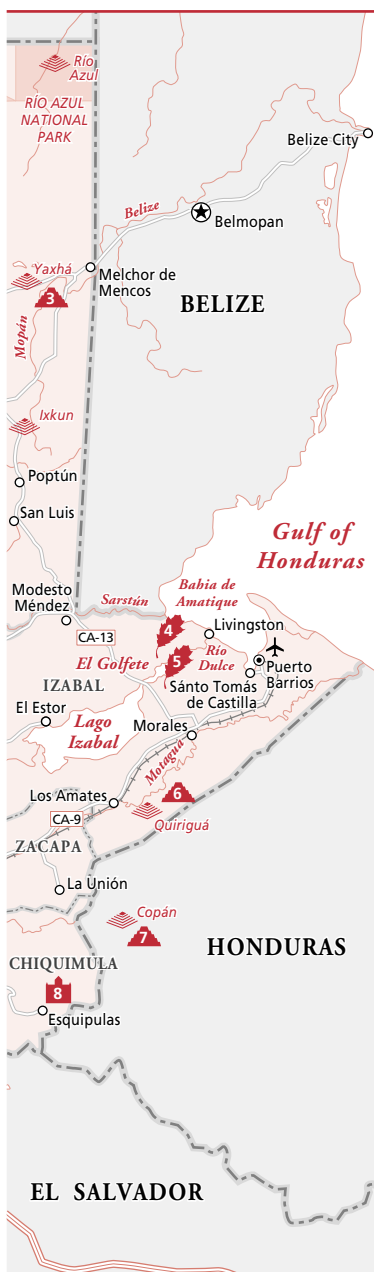 Río
Azul
RÍO AZUL
NATIONAL
PARK
Belize City
Belize
Belmopan
Yaxhá
Melchor de
Mencos
3
BELIZE
Mopán
Ixkun
Poptún
San Luis
Gulf of
Honduras
Modesto
Méndez
Sarstún
Bahia de
Amatique
4
Livingston
CA-13
El Golfete
5
Río
Dulce
Puerto
Barrios
IZABAL
Sánto Tomás
de Castilla
El Estor
Lago
Izabal
Morales
Motagua
Los Amates
6
CA-9
Quiriguá
ZACAPA
La Unión
Copán
7
HONDURAS
CHIQUIMULA
8
Esquipulas
EL SALVADOR